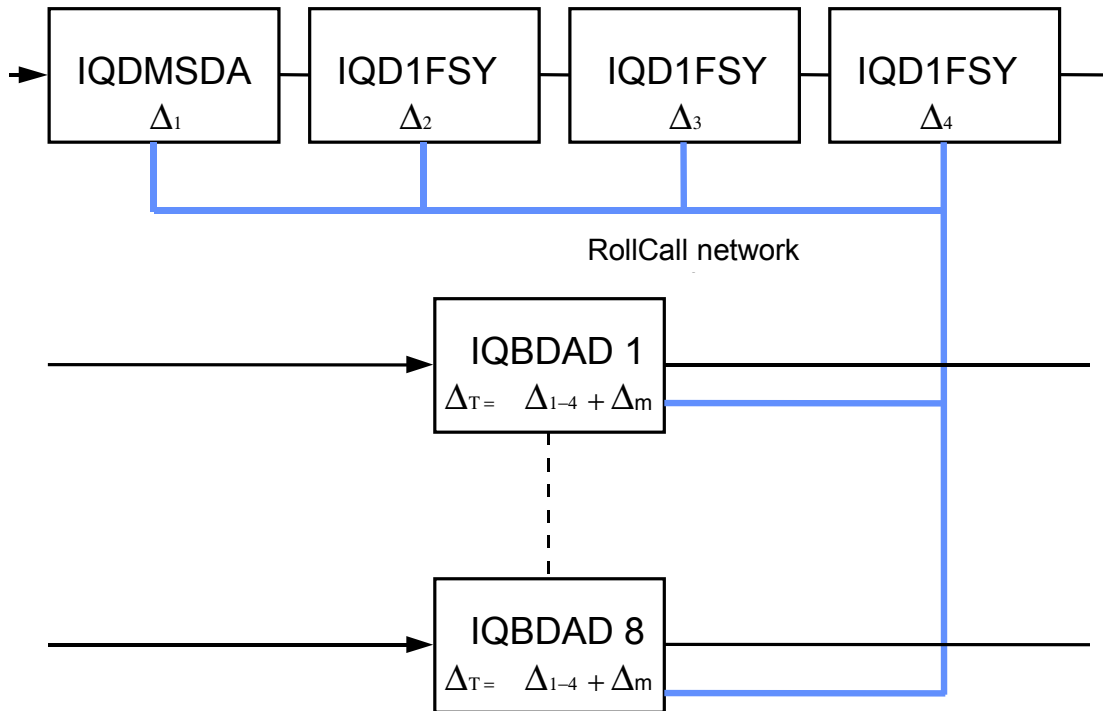 IQDMSDA IQD1FSY IQD1FSY IQD1FSY
Δ1 Δ2 Δ3 Δ4
RollCall network
IQBDAD 1
ΔT = Δ1–4 + Δm
IQBDAD 8
ΔT = Δ1–4 + Δm